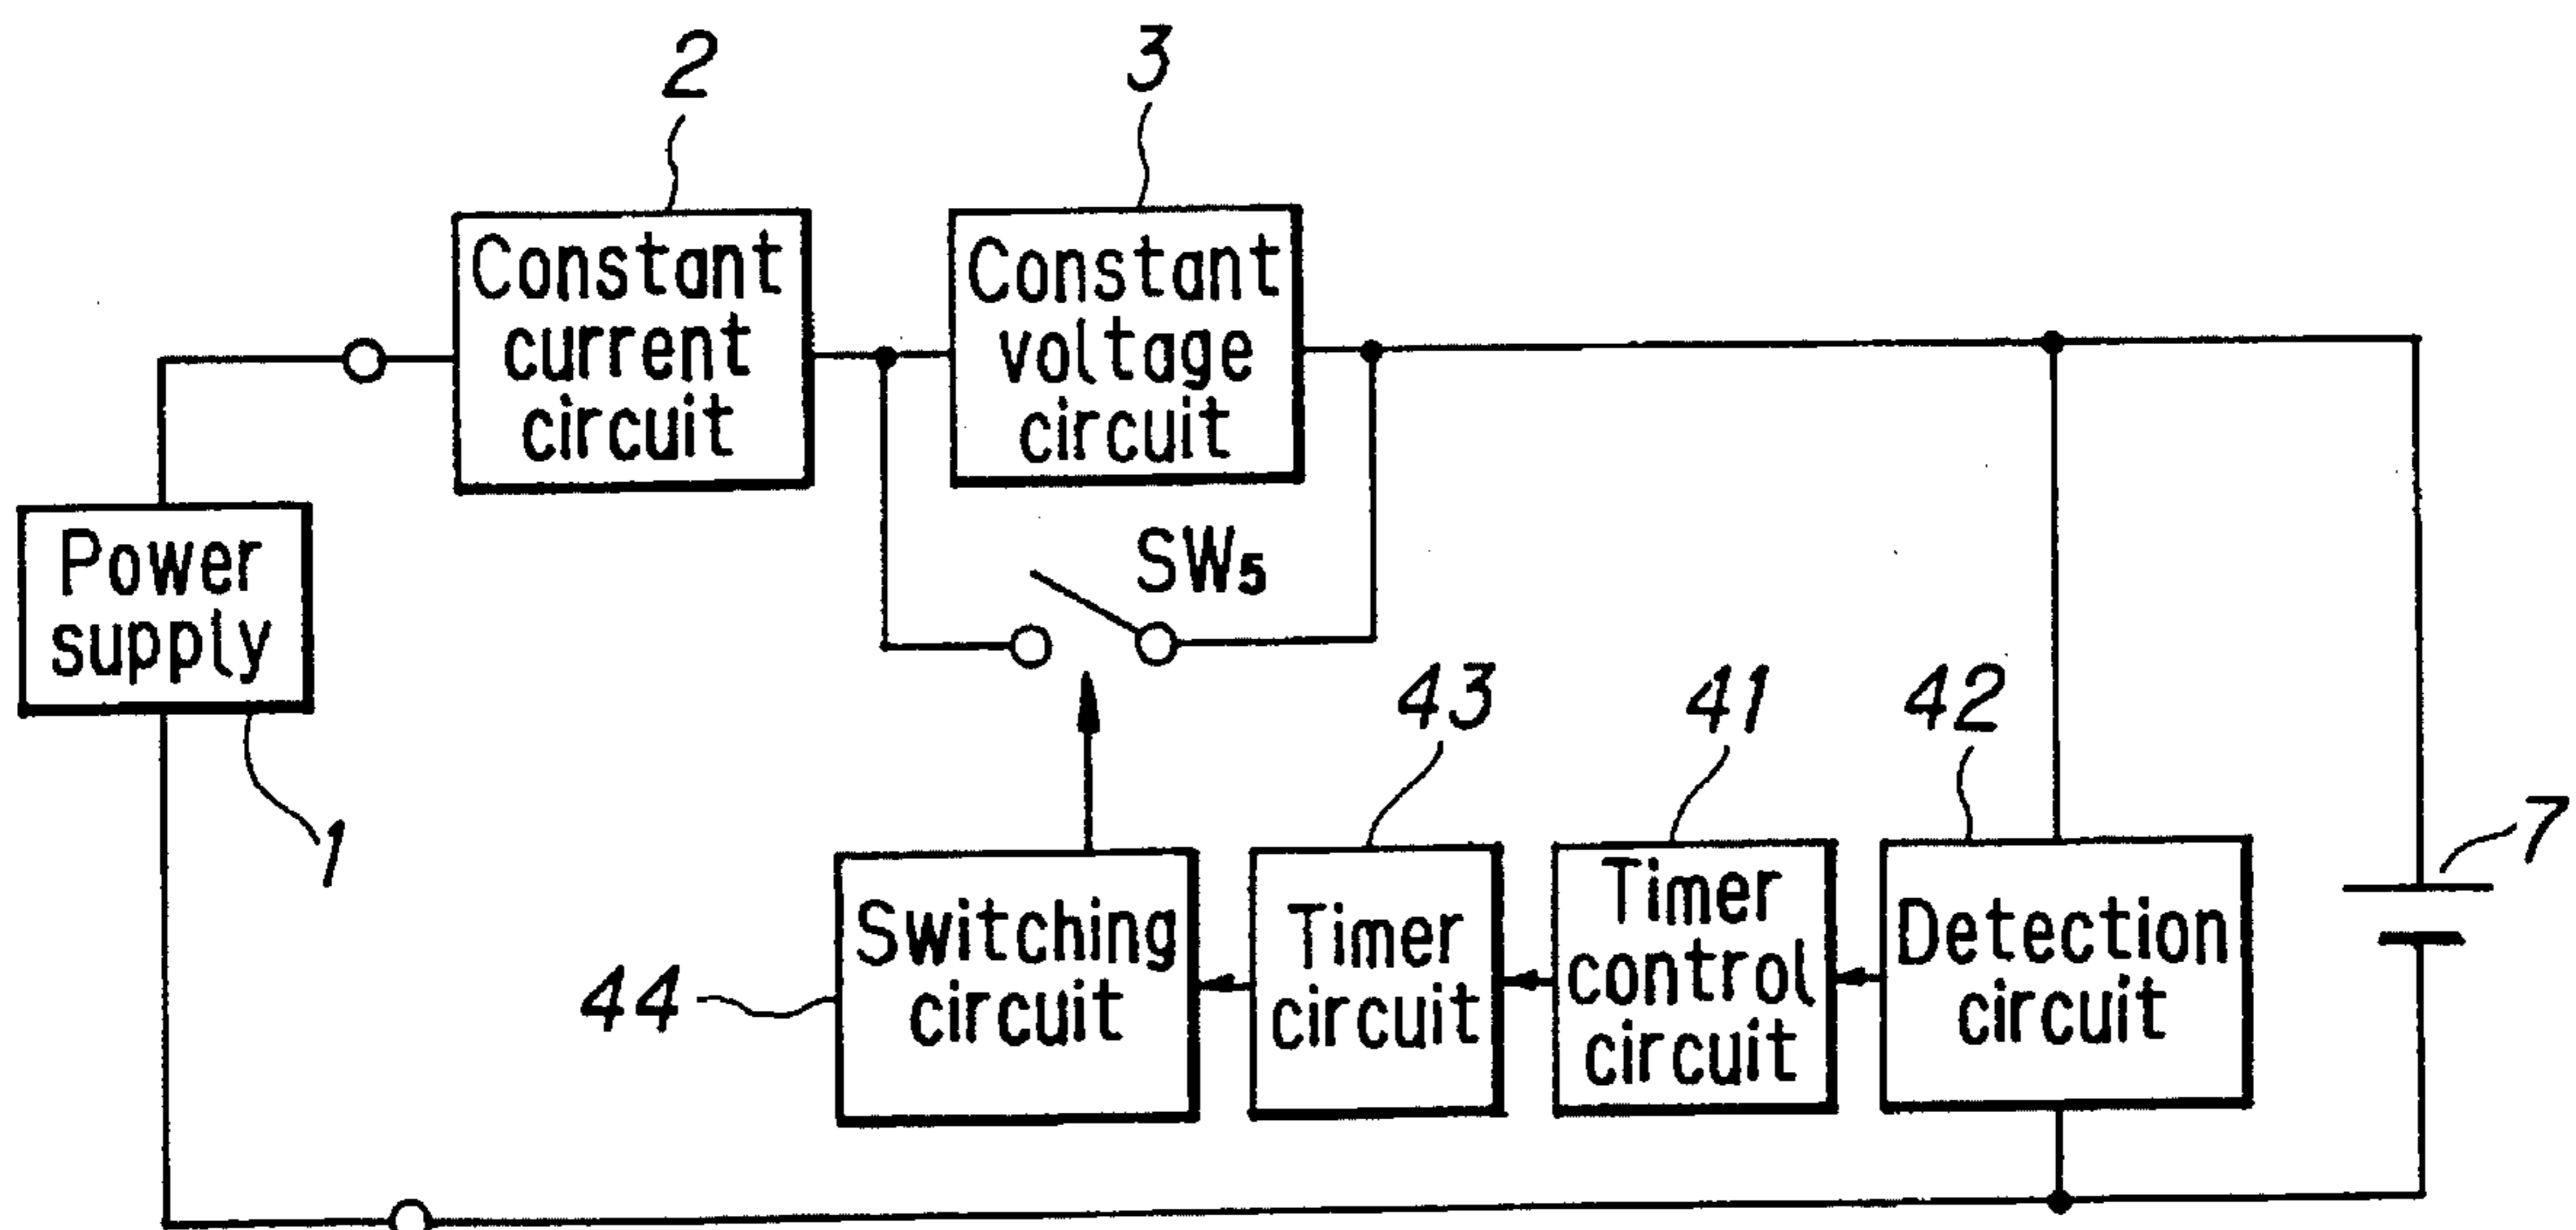 2
3
Constant
current
circuit
Constant
voltage
circuit
Power
supply
SW5
1
43
41
42
7
44
Switching
circuit
Timer
circuit
Timer
control
circuit
Detection
circuit